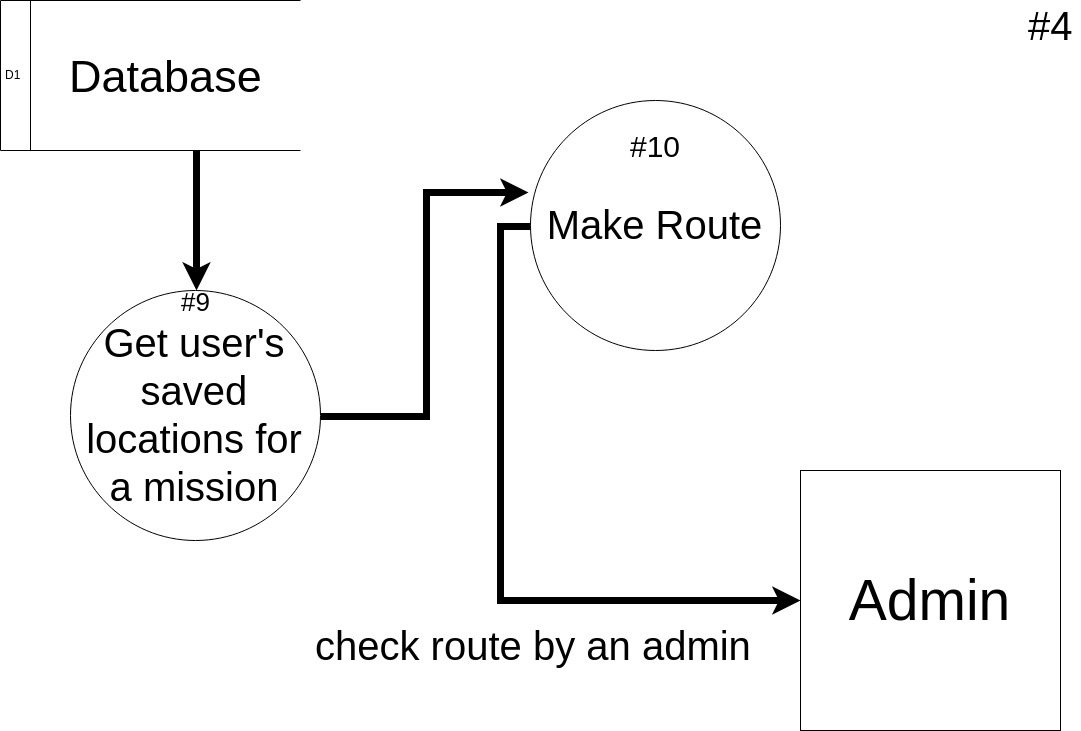 #4
D1
Database
#10
Make Route
#9
Get user's
saved
locations for
a mission
Admin
check route by an admin